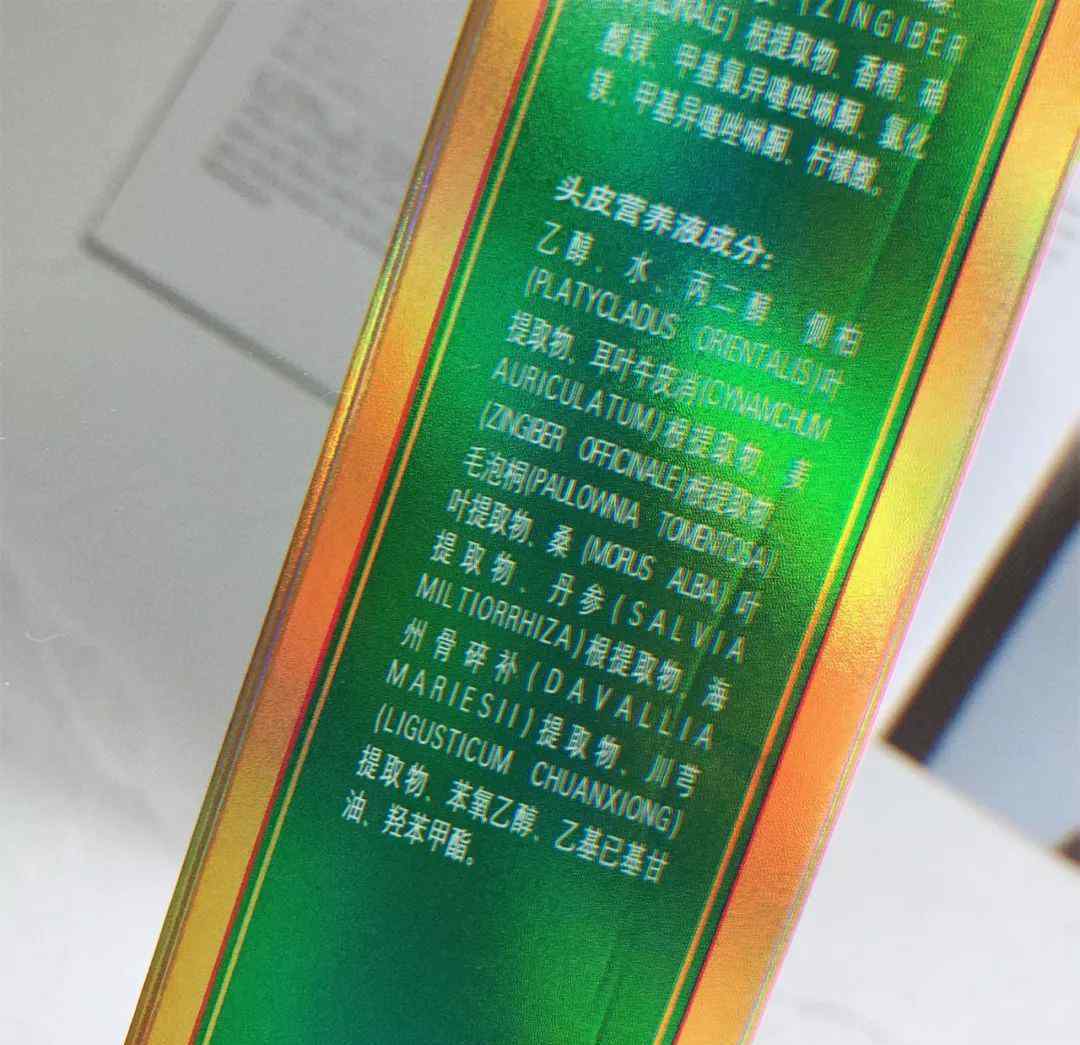 (ZINGIBER
根提取物、香精、硝
酸镁、甲基氯异噻唑啉酮、氯化
镁、甲基异噻唑啉酮、柠檬酸。
头皮营养液成分:
乙醇、水、丙二醇、侧柏
(PLATYCLADUS ORIENTALIS)叶
提取物、耳叶牛皮消(CYNAMCHUM
AURICULATUM)根提取物、姜
(ZINGIBER OFFICINALE)根提取物
毛泡桐(PAULOWNIA TOMENTOSA)
叶提取物、桑(MORUS ALBA)叶
提取物、丹参(SALVIA
MILTIORRHIZA)根提取物、海
州骨碎补(DAVALLIA
MARIESII)提取物、川芎
(LIGUSTICUM CHUANXIONG)
提取物、苯氧乙醇、乙基已基甘
油、羟苯甲酯。